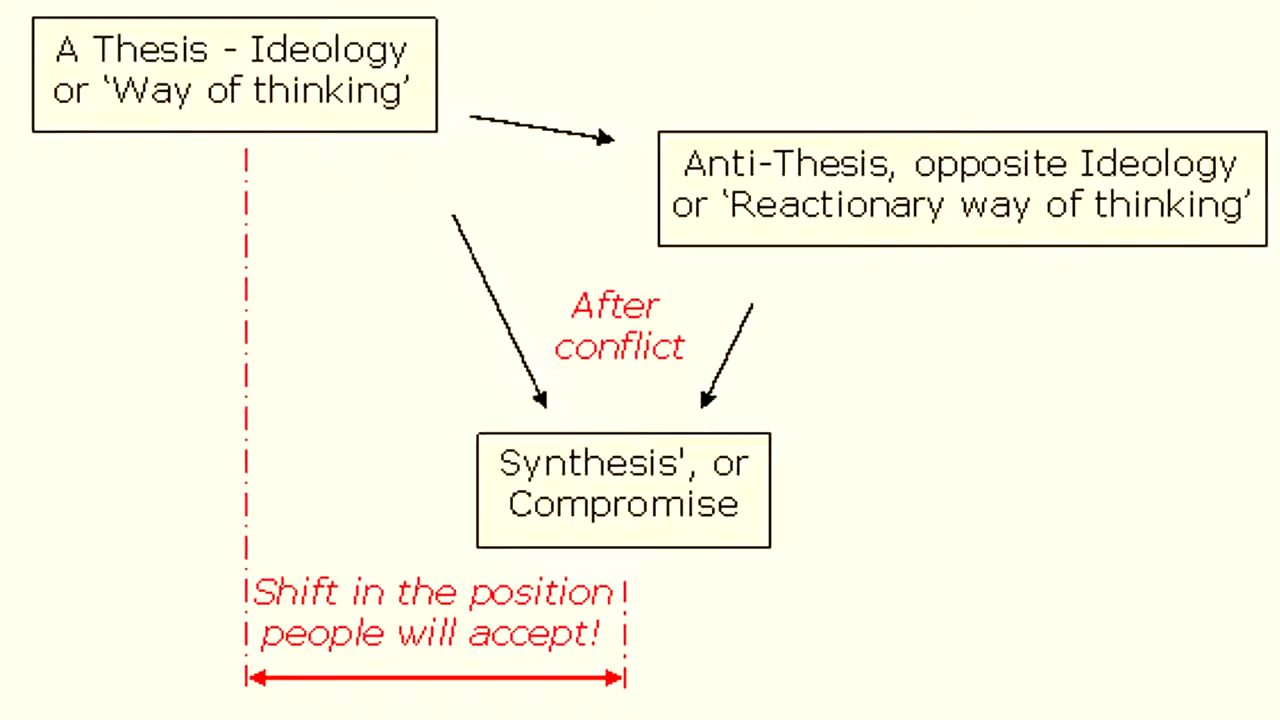 A Thesis - Ideology
or ‘Way of thinking’
Anti-Thesis, opposite Ideology
or ‘Reactionary way of thinking’
After
conflict
Synthesis', or
Compromise
Shift in the position
people will accept!